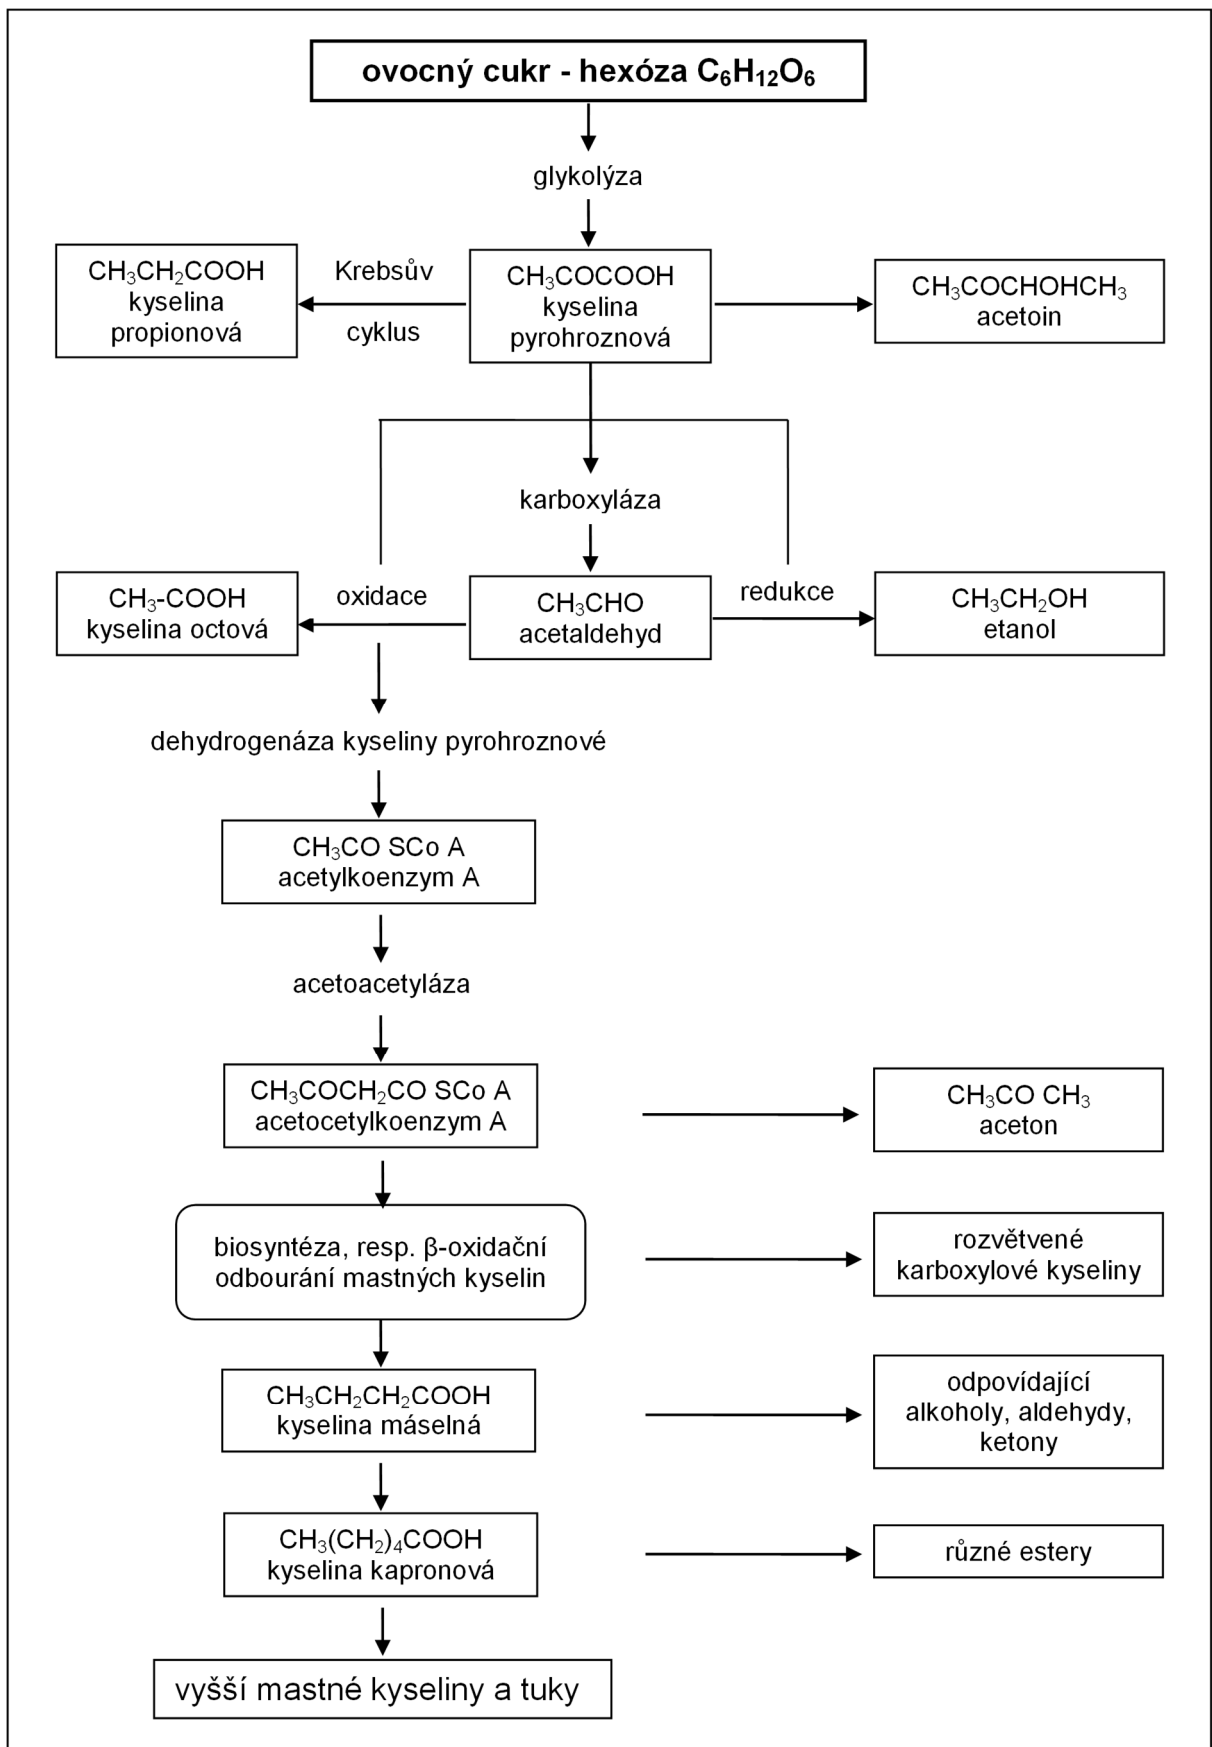 ovocný cukr - hexóza C₆H₁₂O₆
glykolýza
CH₃CH₂COOH
kyselina
propionová
Krebsův
cyklus
CH₃COCOOH
kyselina
pyrohroznová
CH₃COCHOHCH₃
acetoin
karboxyláza
CH₃-COOH
kyselina octová
oxidace
CH₃CHO
acetaldehyd
redukce
CH₃CH₂OH
etanol
dehydrogenáza kyseliny pyrohroznové
CH₃CO SCo A
acetylkoenzym A
acetoacetyláza
CH₃COCH₂CO SCo A
acetocetylkoenzym A
CH₃CO CH₃
aceton
biosyntéza, resp. β-oxidační
odbourání mastných kyselin
rozvětvené
karboxylové kyseliny
CH₃CH₂CH₂COOH
kyselina máselná
odpovídající
alkoholy, aldehydy,
ketony
CH₃(CH₂)₄COOH
kyselina kapronová
různé estery
vyšší mastné kyseliny a tuky